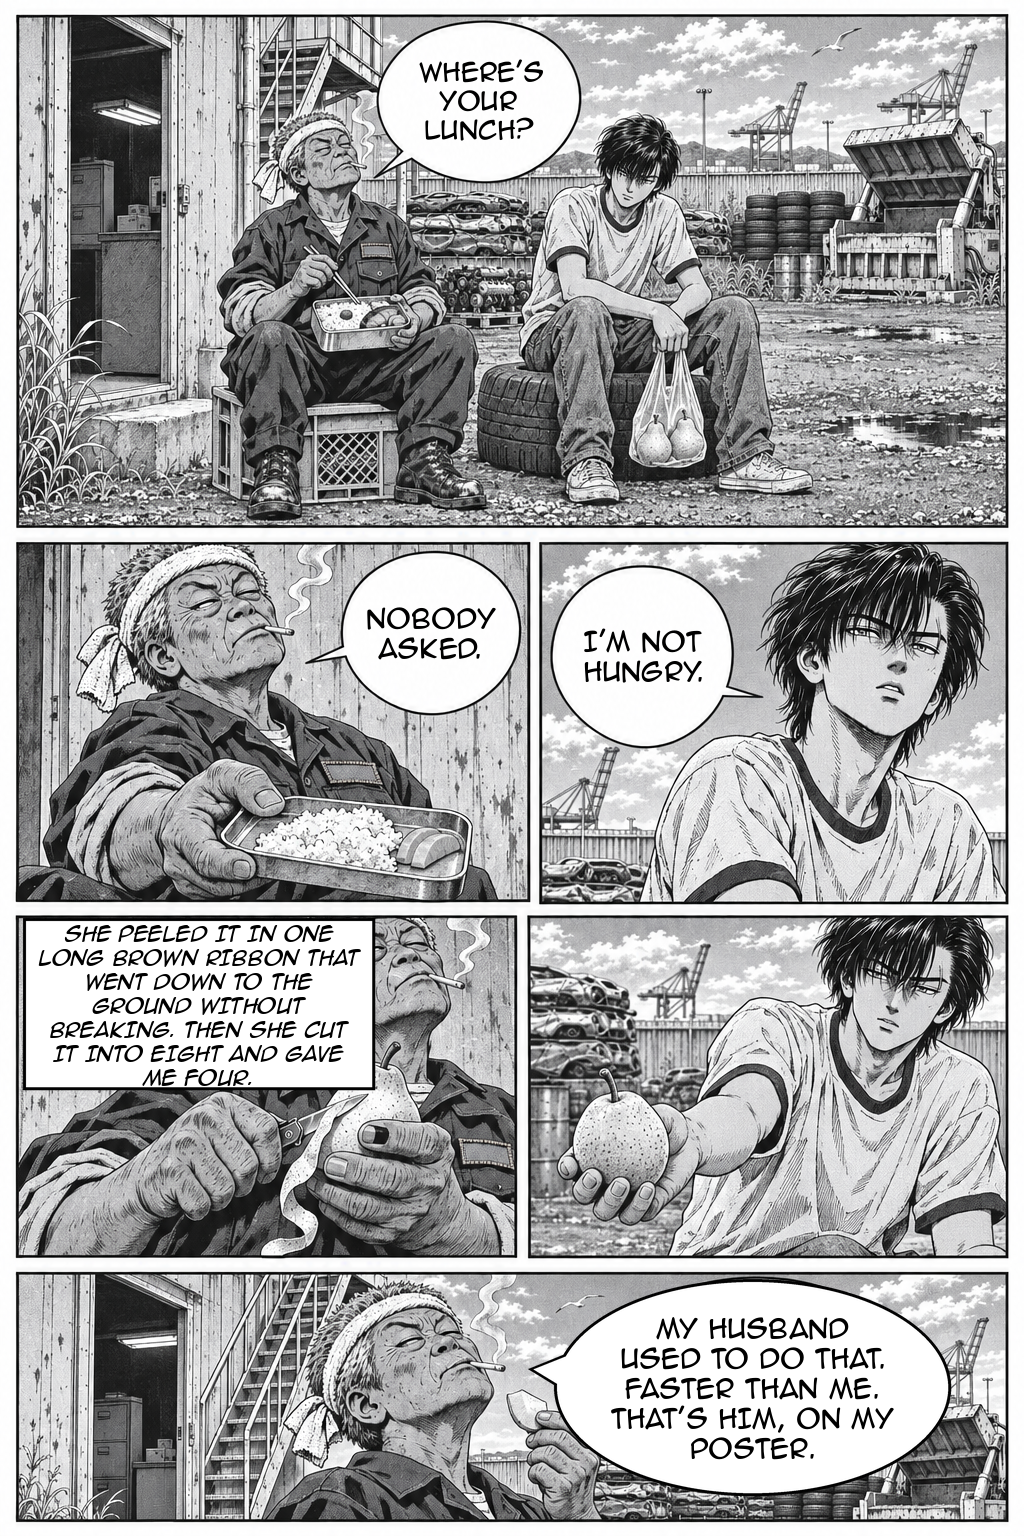 WHERE'S
YOUR
LUNCH?
I'M NOT
HUNGRY.
NOBODY
ASKED.
SHE PEELED IT IN ONE
LONG BROWN RIBBON THAT
WENT DOWN TO THE
GROUND WITHOUT
BREAKING. THEN SHE CUT
IT INTO EIGHT AND GAVE
ME FOUR.
MY HUSBAND
USED TO DO THAT.
FASTER THAN ME.
THAT'S HIM, ON MY
POSTER.